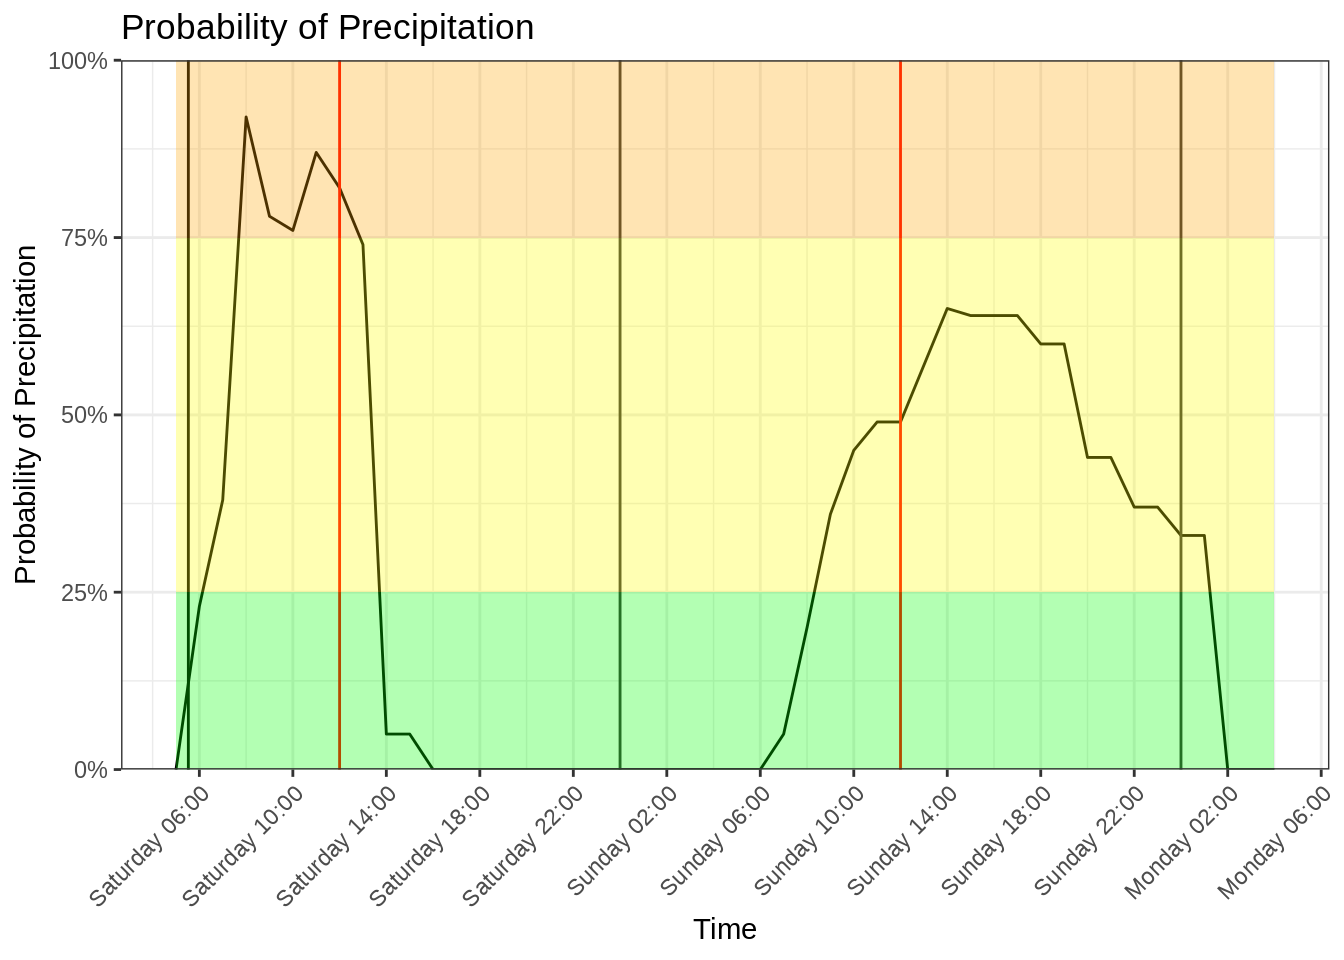 Probability of Precipitation
Probability of Precipitation
100%
75%
50%
25%
0%
Saturday 06:00
Saturday 10:00
Saturday 14:00
Saturday 18:00
Saturday 22:00
Sunday 02:00
Sunday 06:00
Sunday 10:00
Sunday 14:00
Sunday 18:00
Sunday 22:00
Monday 02:00
Monday 06:00
Time